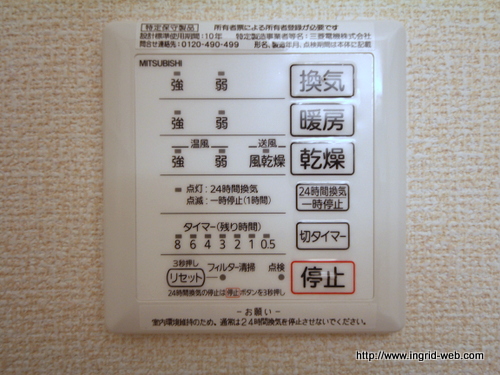 特定保守製品 所有者票による所有者登録が必要です
設計標準使用期間:10年 特定製造事業者等名:三菱電機株式会社
問合せ連絡先:0120-490-499 形名、製造年月、点検期間は本体に記載
MITSUBISHI
強 弱 換気
強 弱 暖房
温風 送風
強 弱 風乾燥 乾燥
点灯:24時間換気
点滅:一時停止(1時間)
24時間換気
一時停止
タイマー(残り時間)
8 6 4 3 2 1 0.5
切タイマー
3秒押し
リセット フィルター清掃 点検
24時間換気の停止は停止ボタンを3秒押し
停止
-お願い-
室内環境維持のため、通常は24時間換気を停止させないでください。
http://www.ingrid-web.com